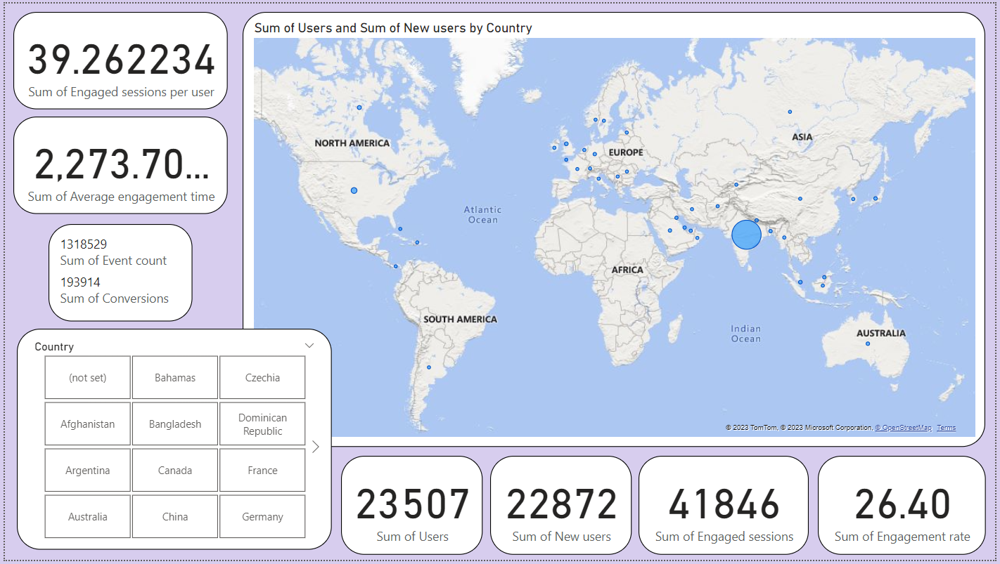 39.262234
Sum of Engaged sessions per user
2,273.70...
Sum of Average engagement time
1318529
Sum of Event count
193914
Sum of Conversions
Country
(not set)
Bahamas
Czechia
Afghanistan
Bangladesh
Dominican
Republic
Argentina
Canada
France
Australia
China
Germany
Sum of Users and Sum of New users by Country
NORTH AMERICA
EUROPE
ASIA
Atlantic
Ocean
AFRICA
SOUTH AMERICA
Indian
Ocean
AUSTRALIA
© 2023 TomTom, © 2023 Microsoft Corporation, © OpenStreetMap Terms
23507
Sum of Users
22872
Sum of New users
41846
Sum of Engaged sessions
26.40
Sum of Engagement rate